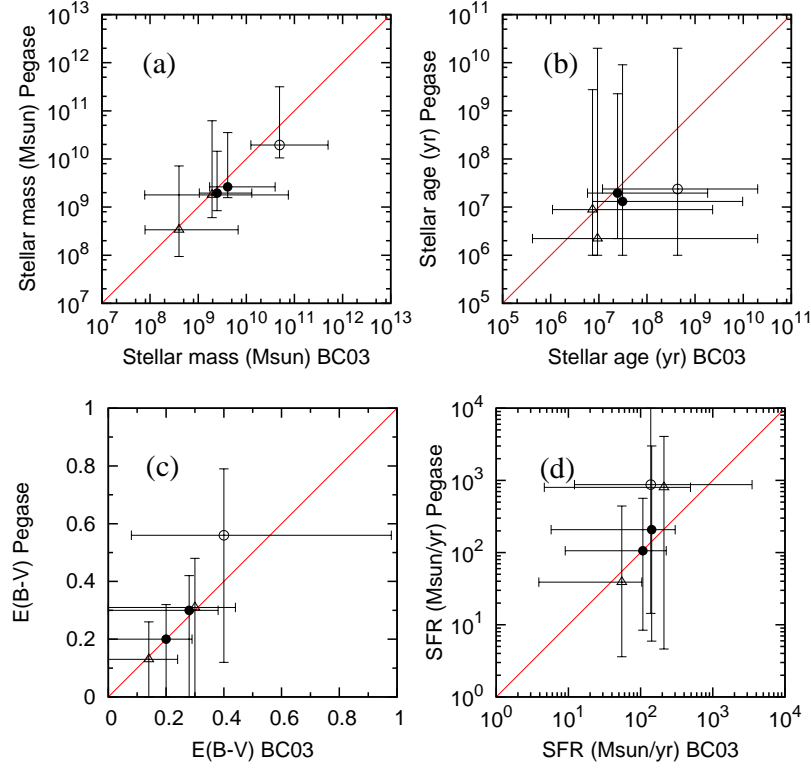 10^13
10^12
10^11
10^10
10^9
10^8
10^7
Stellar mass (Msun) Pegase
(a)
10^7 10^8 10^9 10^10 10^11 10^12 10^13
Stellar mass (Msun) BC03
10^11
10^10
10^9
10^8
10^7
10^6
10^5
Stellar age (yr) Pegase
(b)
10^5 10^6 10^7 10^8 10^9 10^10 10^11
Stellar age (yr) BC03
1
0.8
0.6
0.4
0.2
0
E(B-V) Pegase
(c)
0 0.2 0.4 0.6 0.8 1
E(B-V) BC03
10^4
10^3
10^2
10^1
10^0
SFR (Msun/yr) Pegase
(d)
10^0 10^1 10^2 10^3 10^4
SFR (Msun/yr) BC03